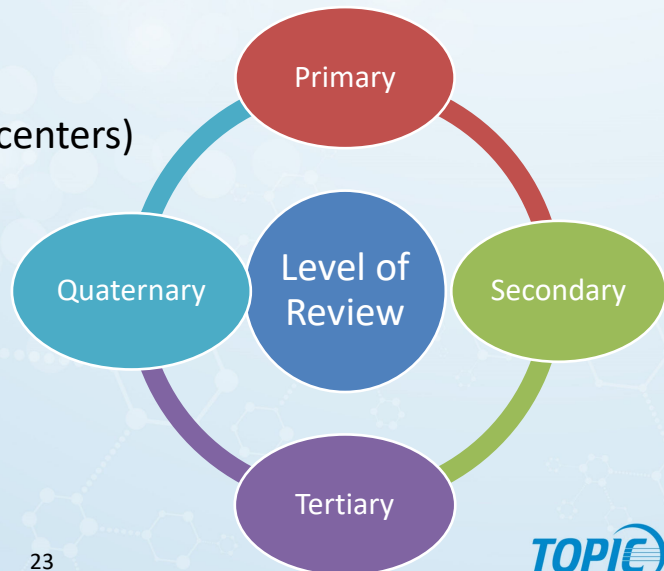 Primary
centers)
Level of
Review
Quaternary
Secondary
Tertiary
23
TOPIC